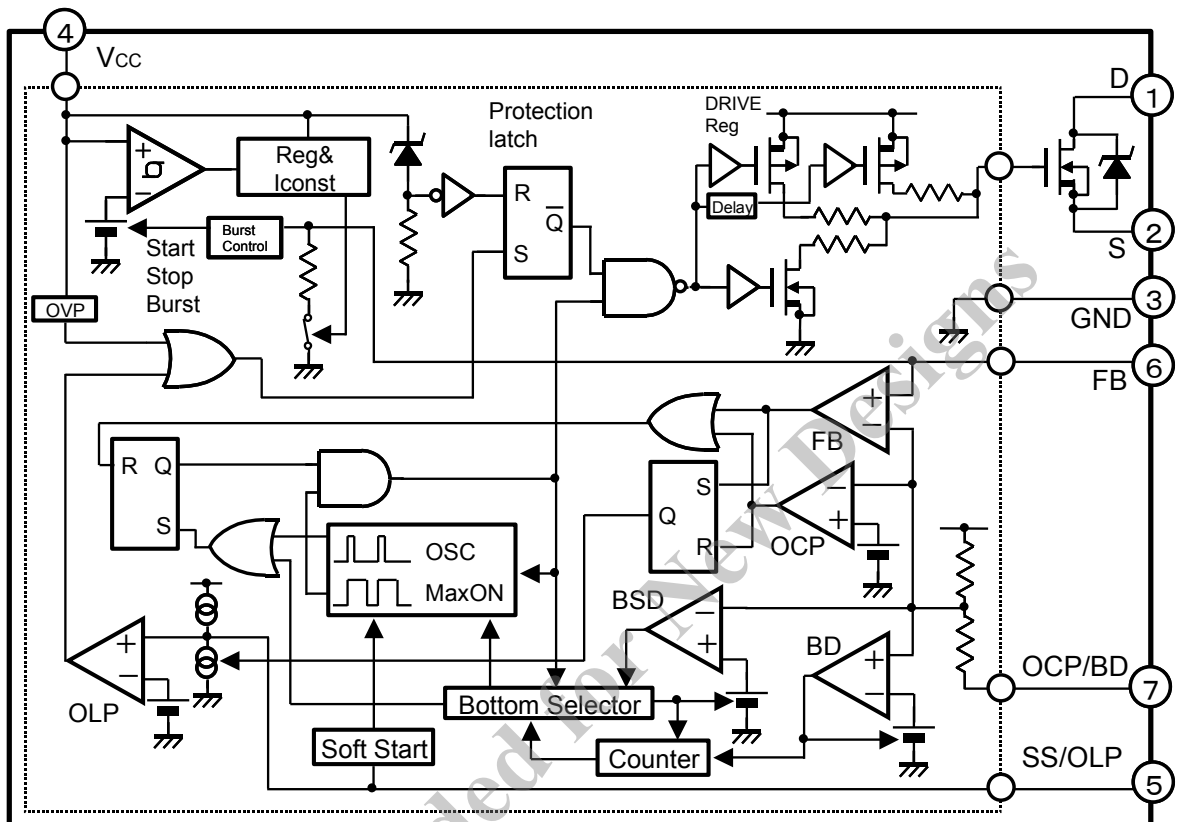 4
VCC
D
1
Protection
latch
DRIVE
Reg
+
−
Reg&
Iconst
R
Q
S
Delay
Burst
Control
Start
Stop
Burst
2
S
OVP
3
GND
6
FB
+
−
FB
R
Q
S
S
Q
R
−
+
OCP
OSC
MaxON
BSD
−
+
BD
+
−
+
−
OLP
OCP/BD
7
Bottom Selector
Soft Start
Counter
SS/OLP
5
ded for New Designs